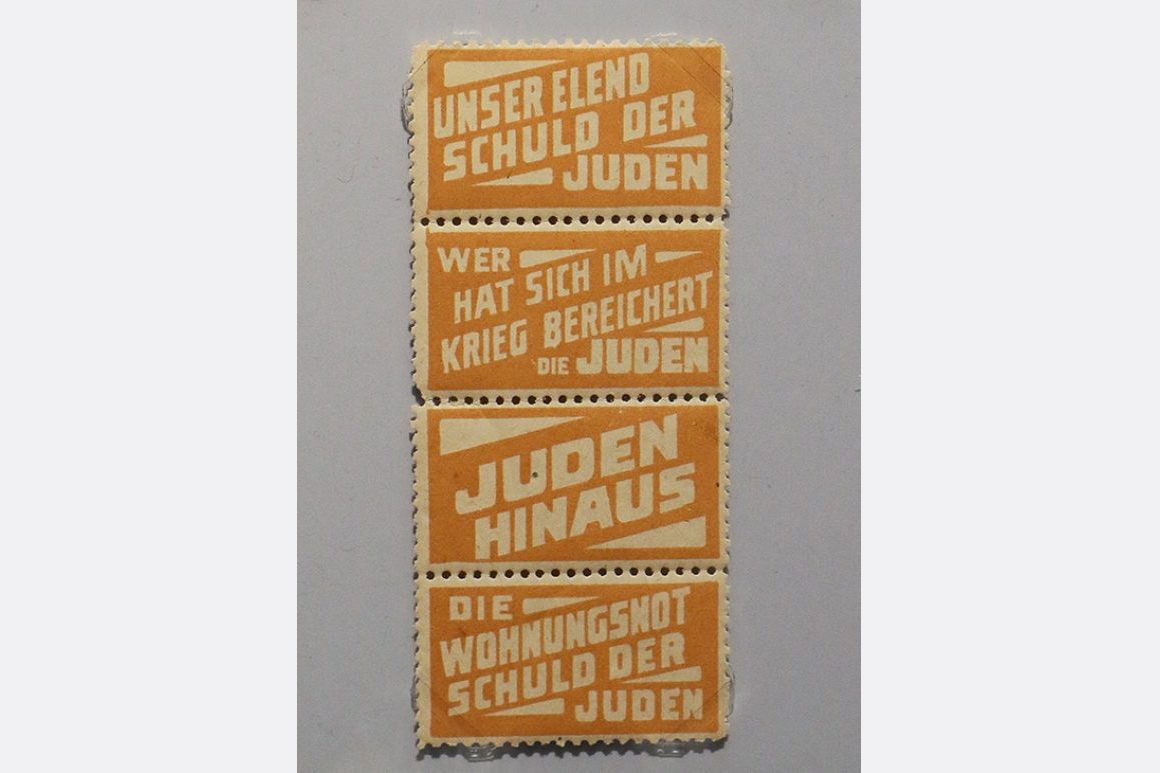 UNSER ELEND
SCHULD DER
JUDEN
WER
HAT SICH IM
KRIEG BEREICHERT
DIE JUDEN
JUDEN
HINAUS
DIE
WOHNUNGSNOT
SCHULD DER
JUDEN